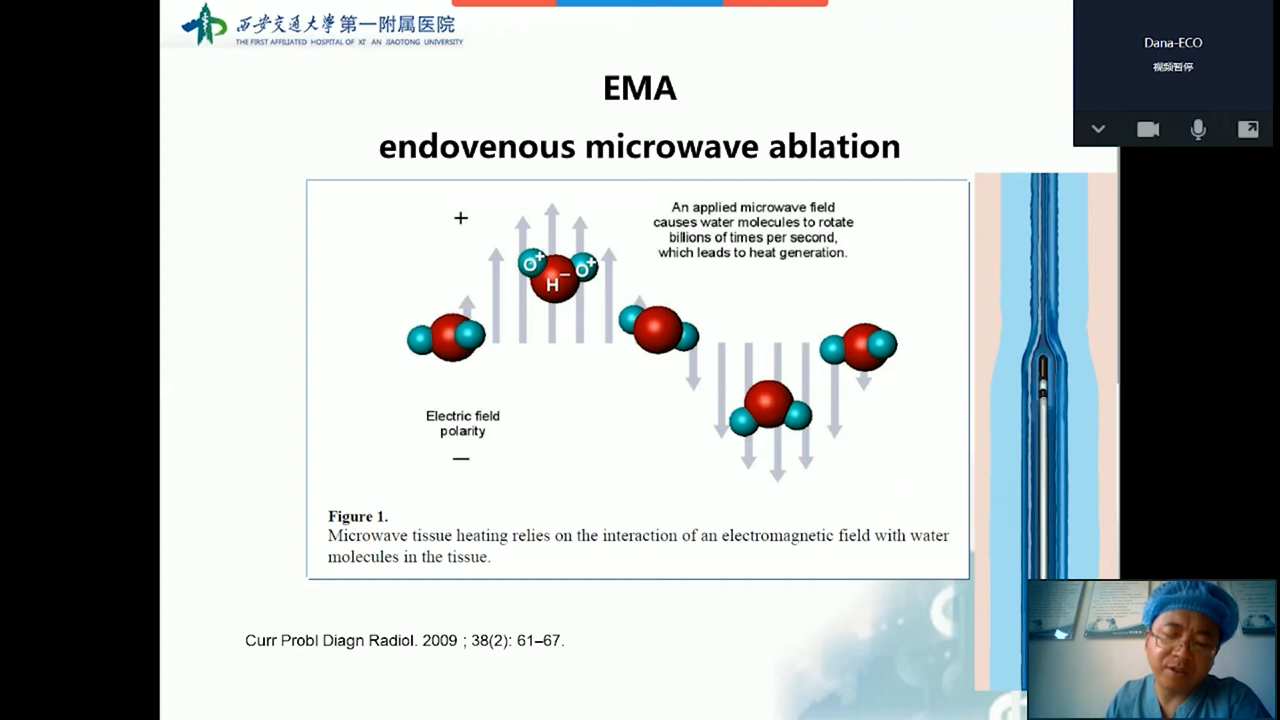 西安交通大学第一附属医院
THE FIRST AFFILIATED HOSPITAL OF XI'AN JIAOTONG UNIVERSITY
Dana-ECO
视频暂停
EMA
endovenous microwave ablation
+
An applied microwave field
causes water molecules to rotate
billions of times per second,
which leads to heat generation.
O+
O+
H−
Electric field
polarity
—
Figure 1.
Microwave tissue heating relies on the interaction of an electromagnetic field with water
molecules in the tissue.
Curr Probl Diagn Radiol. 2009 ; 38(2): 61–67.